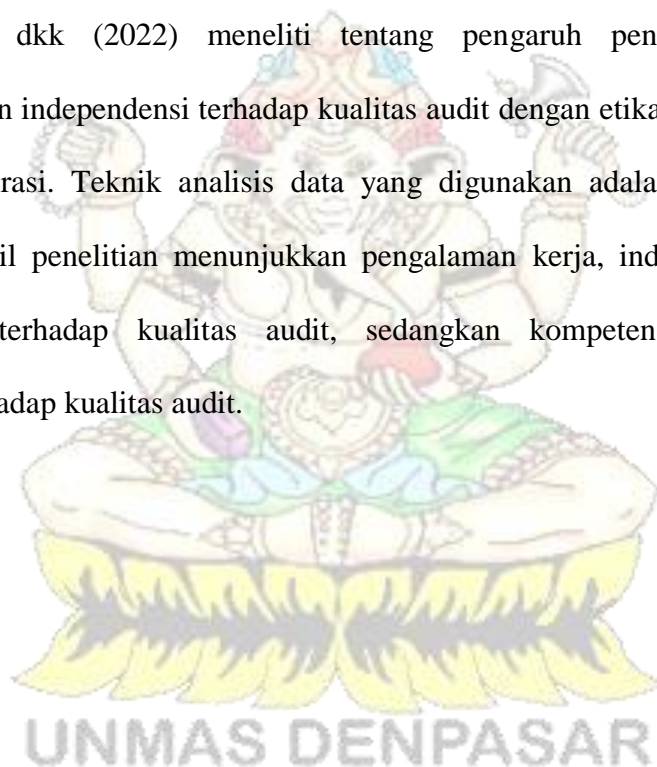 dkk (2022) meneliti tentang pengaruh pen
n independensi terhadap kualitas audit dengan etika
rasi. Teknik analisis data yang digunakan adala
il penelitian menunjukkan pengalaman kerja, ind
terhadap kualitas audit, sedangkan kompeten
adap kualitas audit.
UNMAS DENPASAR